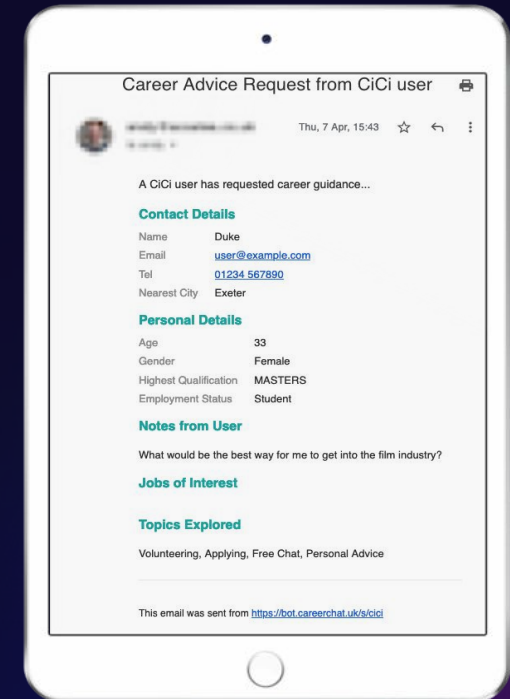 Career Advice Request from CiCi user
Thu, 7 Apr, 15:43
A CiCi user has requested career guidance...
Contact Details
Name Duke
Email user@example.com
Tel 01234 567890
Nearest City Exeter
Personal Details
Age 33
Gender Female
Highest Qualification MASTERS
Employment Status Student
Notes from User
What would be the best way for me to get into the film industry?
Jobs of Interest
Topics Explored
Volunteering, Applying, Free Chat, Personal Advice
This email was sent from https://bot.careerchat.uk/s/cici